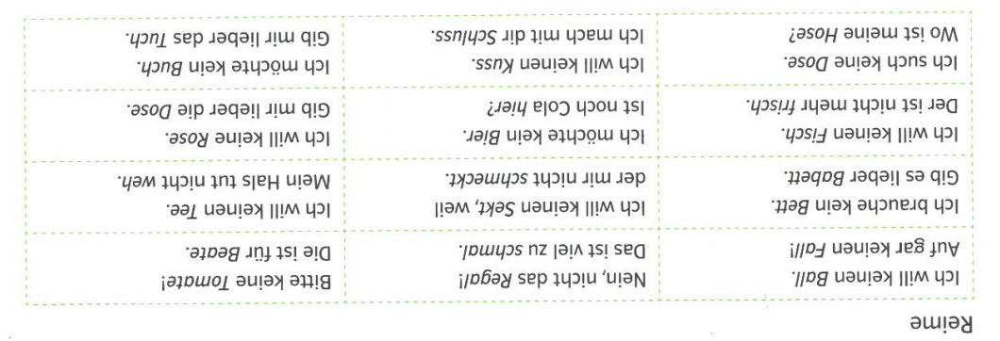 Reime
Ich will keinen Ball.
Auf gar keinen Fall!
Nein, nicht das Regal!
Das ist viel zu schmal.
Bitte keine Tomate!
Die ist für Beate.
Ich brauche kein Bett.
Gib es lieber Babett.
Ich will keinen Sekt, weil
der mir nicht schmeckt.
Ich will keinen Tee.
Mein Hals tut nicht weh.
Ich will keinen Fisch.
Der ist nicht mehr frisch.
Ich möchte kein Bier.
Ist noch Cola hier?
Ich will keine Rose.
Gib mir lieber die Dose.
Ich such keine Dose.
Wo ist meine Hose?
Ich will keinen Kuss.
Ich mach mit dir Schluss.
Ich möchte kein Buch.
Gib mir lieber das Tuch.